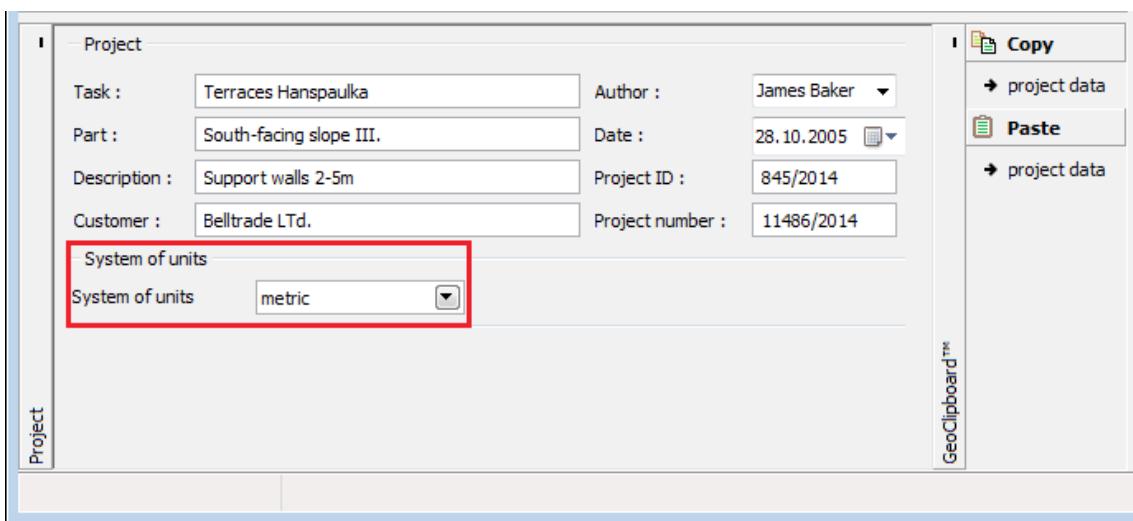 Project
Task : Terraces Hanspaulka Author : James Baker
Part : South-facing slope III. Date : 28.10.2005
Description : Support walls 2-5m Project ID : 845/2014
Customer : Belltrade LTd. Project number : 11486/2014
System of units
System of units metric
Project
GeoClipboard™
Copy
project data
Paste
project data